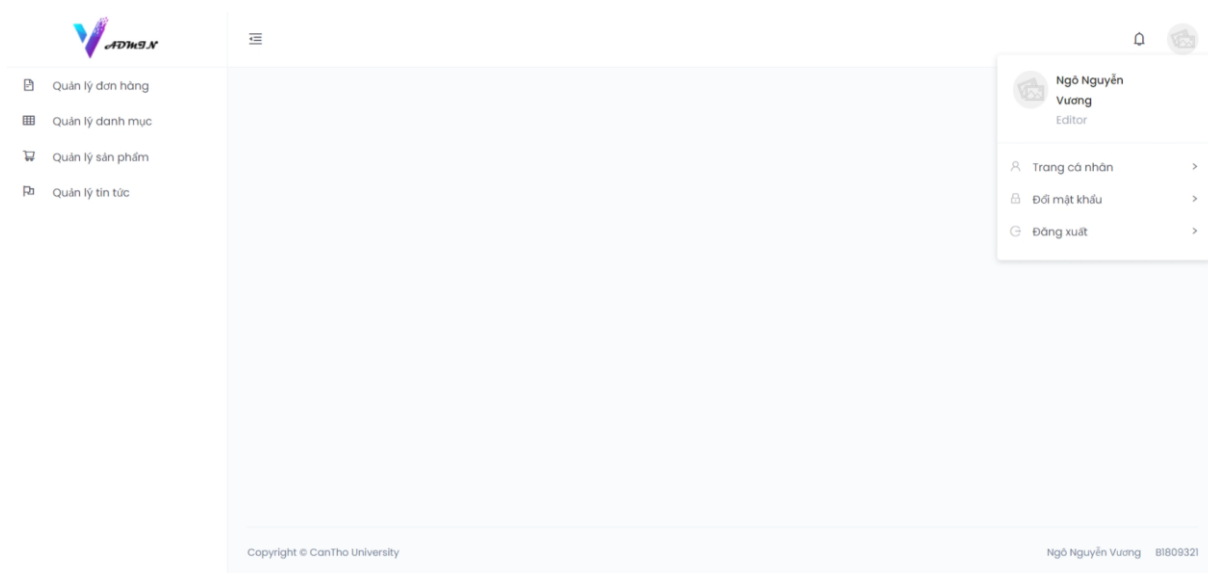 ADMIN
Quản lý đơn hàng
Quản lý danh mục
Quản lý sản phẩm
Quản lý tin tức
Ngô Nguyễn
Vương
Editor
Trang cá nhân
Đổi mật khẩu
Đăng xuất
Copyright © CanTho University
Ngô Nguyễn Vương B1809321